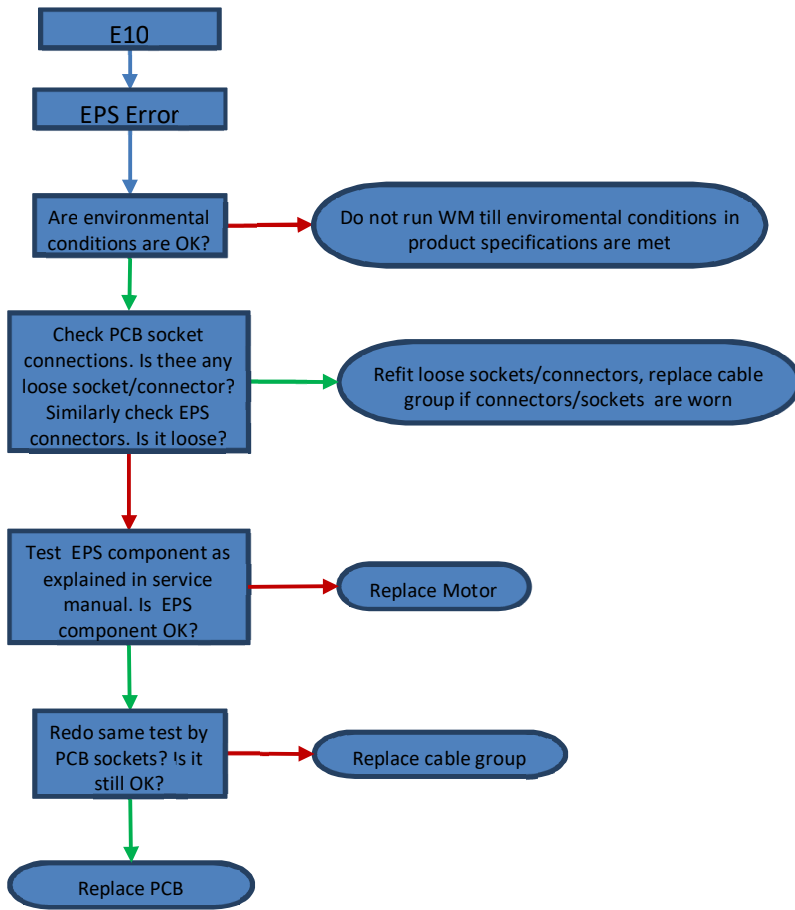 E10
EPS Error
Are environmental
conditions are OK?
Do not run WM till enviromental conditions in
product specifications are met
Check PCB socket
connections. Is thee any
loose socket/connector?
Similarly check EPS
connectors. Is it loose?
Refit loose sockets/connectors, replace cable
group if connectors/sockets are worn
Test EPS component as
explained in service
manual. Is EPS
component OK?
Replace Motor
Redo same test by
PCB sockets? Is it
still OK?
Replace cable group
Replace PCB